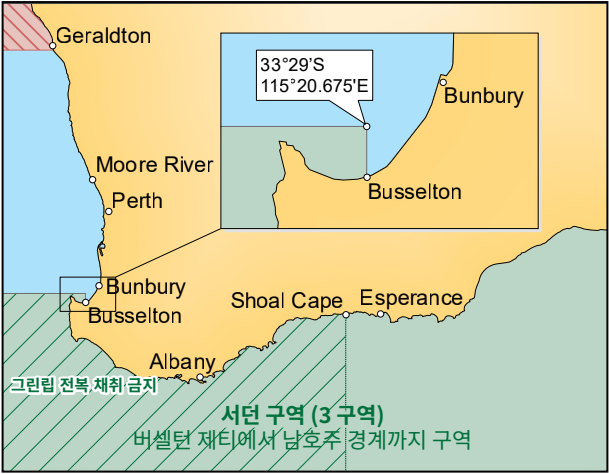 Geraldton
33°29'S
115°20.675'E
Bunbury
Busselton
Moore River
Perth
Bunbury
Busselton
Shoal Cape
Esperance
Albany
그린립 전복 채취 금지
서던 구역 (3 구역)
버셀턴 제티에서 남호주 경계까지 구역